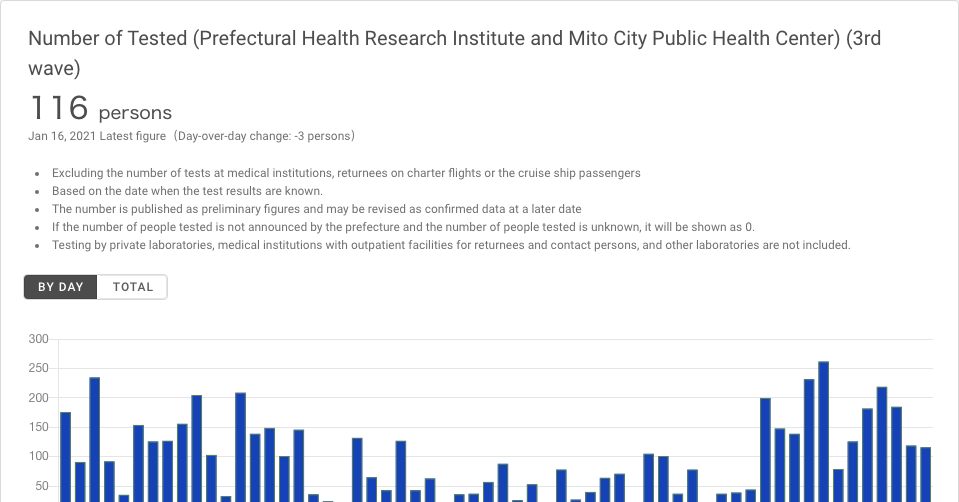 Number of Tested (Prefectural Health Research Institute and Mito City Public Health Center) (3rd
wave)
116 persons
Jan 16, 2021 Latest figure（Day-over-day change: -3 persons）
• Excluding the number of tests at medical institutions, returnees on charter flights or the cruise ship passengers
• Based on the date when the test results are known.
• The number is published as preliminary figures and may be revised as confirmed data at a later date
• If the number of people tested is not announced by the prefecture and the number of people tested is unknown, it will be shown as 0.
• Testing by private laboratories, medical institutions with outpatient facilities for returnees and contact persons, and other laboratories are not included.
BY DAY TOTAL
300
250
200
150
100
50